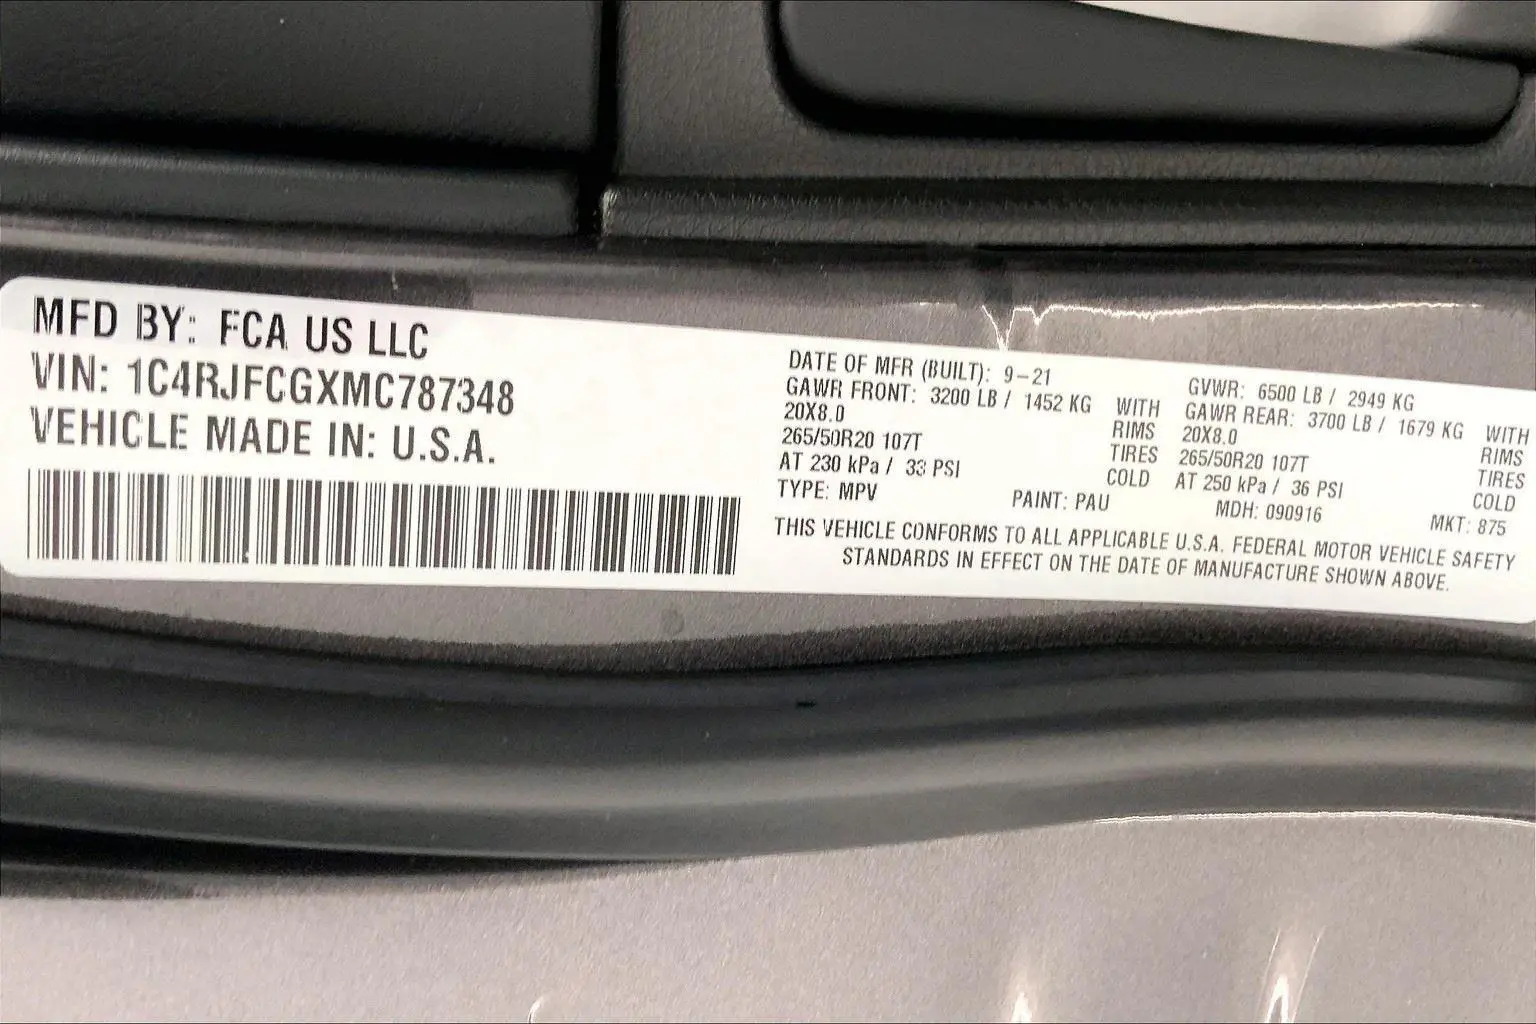 MFD BY: FCA US LLC
VIN: 1C4RJFCGXMC787348
VEHICLE MADE IN: U.S.A.
DATE OF MFR (BUILT): 9-21
GAWR FRONT: 3200 LB / 1452 KG WITH
20X8.0 RIMS
265/50R20 107T TIRES
AT 230 kPa / 33 PSI COLD
TYPE: MPV PAINT: PAU
GVWR: 6500 LB / 2949 KG
GAWR REAR: 3700 LB / 1679 KG WITH
20X8.0 RIMS
265/50R20 107T TIRES
AT 250 kPa / 36 PSI COLD
MDH: 090916 MKT: 875
THIS VEHICLE CONFORMS TO ALL APPLICABLE U.S.A. FEDERAL MOTOR VEHICLE SAFETY
STANDARDS IN EFFECT ON THE DATE OF MANUFACTURE SHOWN ABOVE.